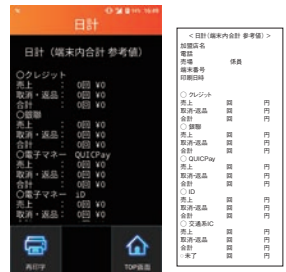 16:49
日計
日計（端末内合計 参考値）
○クレジット
売上　　　：　0回 ¥0
取消・返品：　0回 ¥0
合計　　　：　0回 ¥0
○銀聯
売上　　　：　0回 ¥0
取消・返品：　0回 ¥0
合計　　　：　0回 ¥0
○電子マネー　QUICPay
売上　　　：　0回 ¥0
取消・返品：　0回 ¥0
合計　　　：　0回 ¥0
○電子マネー　iD
売上　　　：　0回 ¥0
取消・返品：　0回 ¥0
再印字
TOP画面
＜日計(端末内合計 参考値)＞
加盟店名
電話
売場　　係員
端末番号
印刷日時
○ クレジット
売上　　回　　円
取消・返品　　回　　円
合計　　回　　円
○ 銀聯
売上　　回　　円
取消・返品　　回　　円
合計　　回　　円
○ QUICPay
売上　　回　　円
取消・返品　　回　　円
合計　　回　　円
○ ID
売上　　回　　円
取消・返品　　回　　円
合計　　回　　円
○ 交通系IC
売上　　回　　円
取消・返品　　回　　円
合計　　回　　円
未了　　回　　円